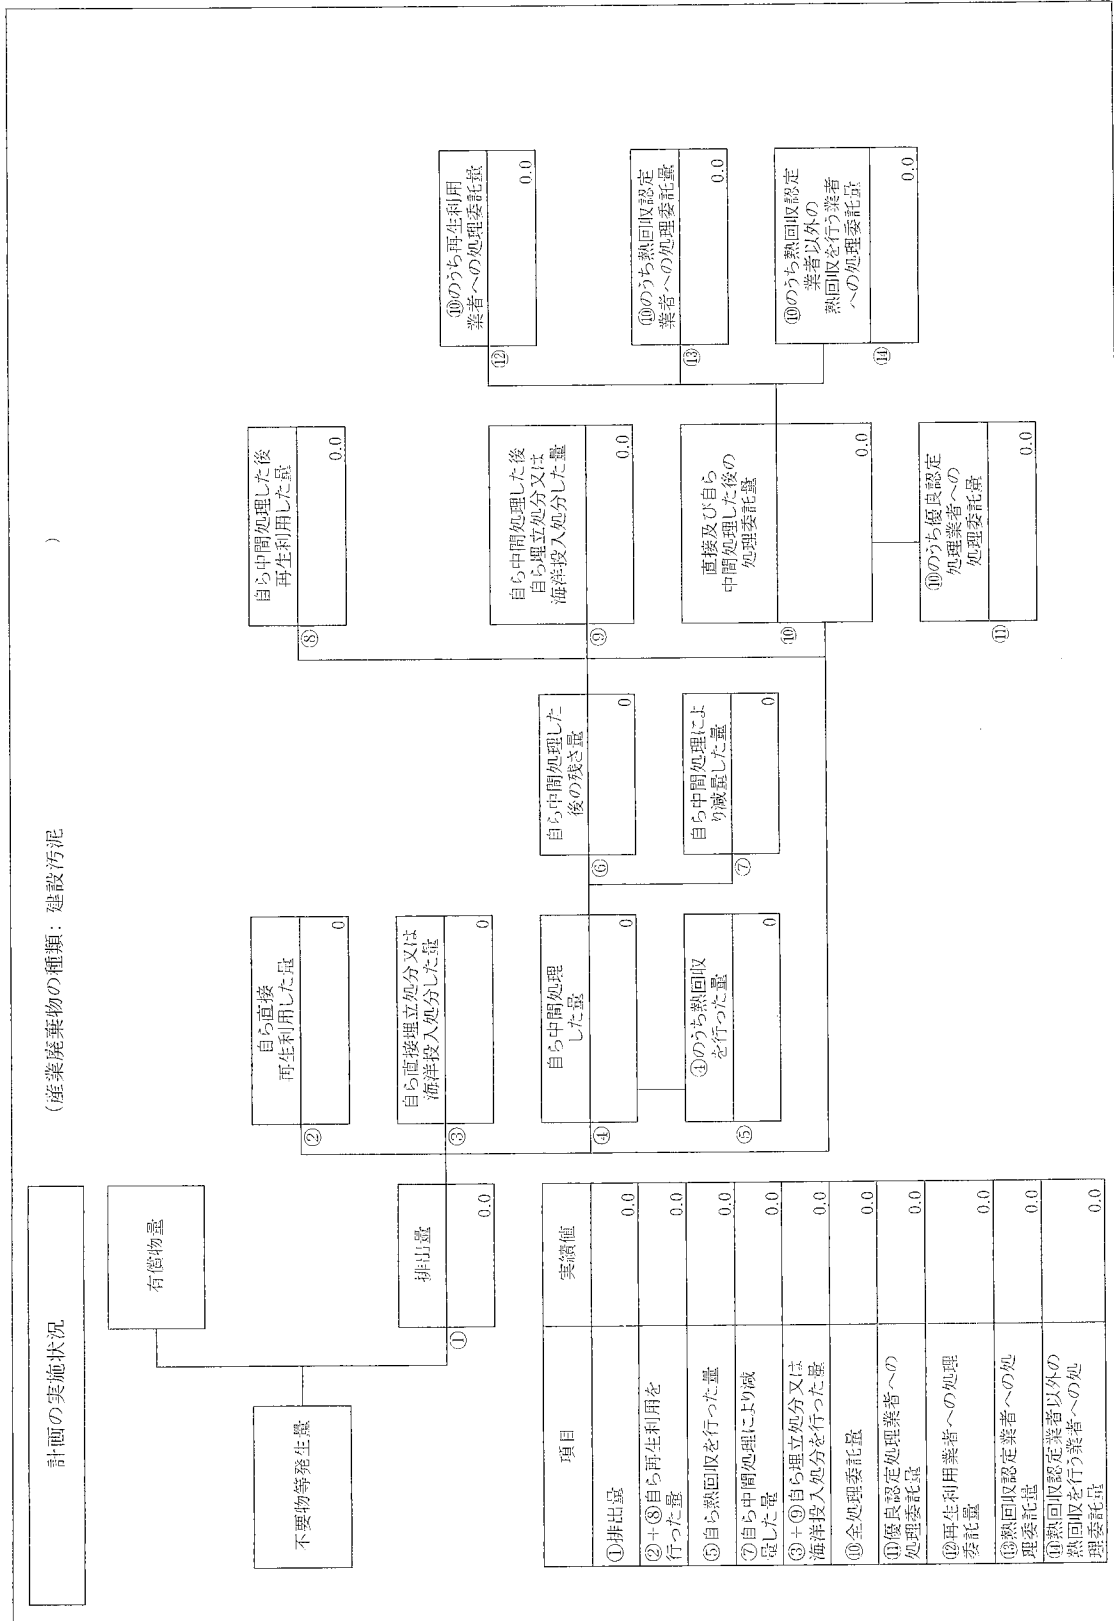 計画の実施状況
(産業廃棄物の種類: 建設汚泥
)
有償物量
不要物等発生量
①
排出量
0.0
②
自ら直接
再生利用した量
0
③
自ら直接埋立処分又は
海洋投入処分した量
0
④
自ら中間処理
した量
0
⑤
④のうち熱回収
を行った量
0
⑥
自ら中間処理した
後の残さ量
0
⑦
自ら中間処理によ
り減量した量
0
⑧
自ら中間処理した後
再生利用した量
0.0
⑨
自ら中間処理した後
自ら埋立処分又は
海洋投入処分した量
0.0
⑩
直接及び自ら
中間処理した後の
処理委託量
0.0
⑪
⑩のうち優良認定
処理業者への
処理委託量
0.0
⑫
⑩のうち再生利用
業者への処理委託量
0.0
⑬
⑩のうち熱回収認定
業者への処理委託量
0.0
⑭
⑩のうち熱回収認定
業者以外の
熱回収を行う業者
への処理委託量
0.0
項目 実績値
①排出量 0.0
②+⑧自ら再生利用を
行った量 0.0
⑤自ら熱回収を行った量 0.0
⑦自ら中間処理により減
量した量 0.0
③+⑨自ら埋立処分又は
海洋投入処分を行った量 0.0
⑩全処理委託量 0.0
⑪優良認定処理業者への
処理委託量 0.0
⑫再生利用業者への処理
委託量 0.0
⑬熱回収認定業者への処
理委託量 0.0
⑭熱回収認定業者以外の
熱回収を行う業者への処
理委託量 0.0